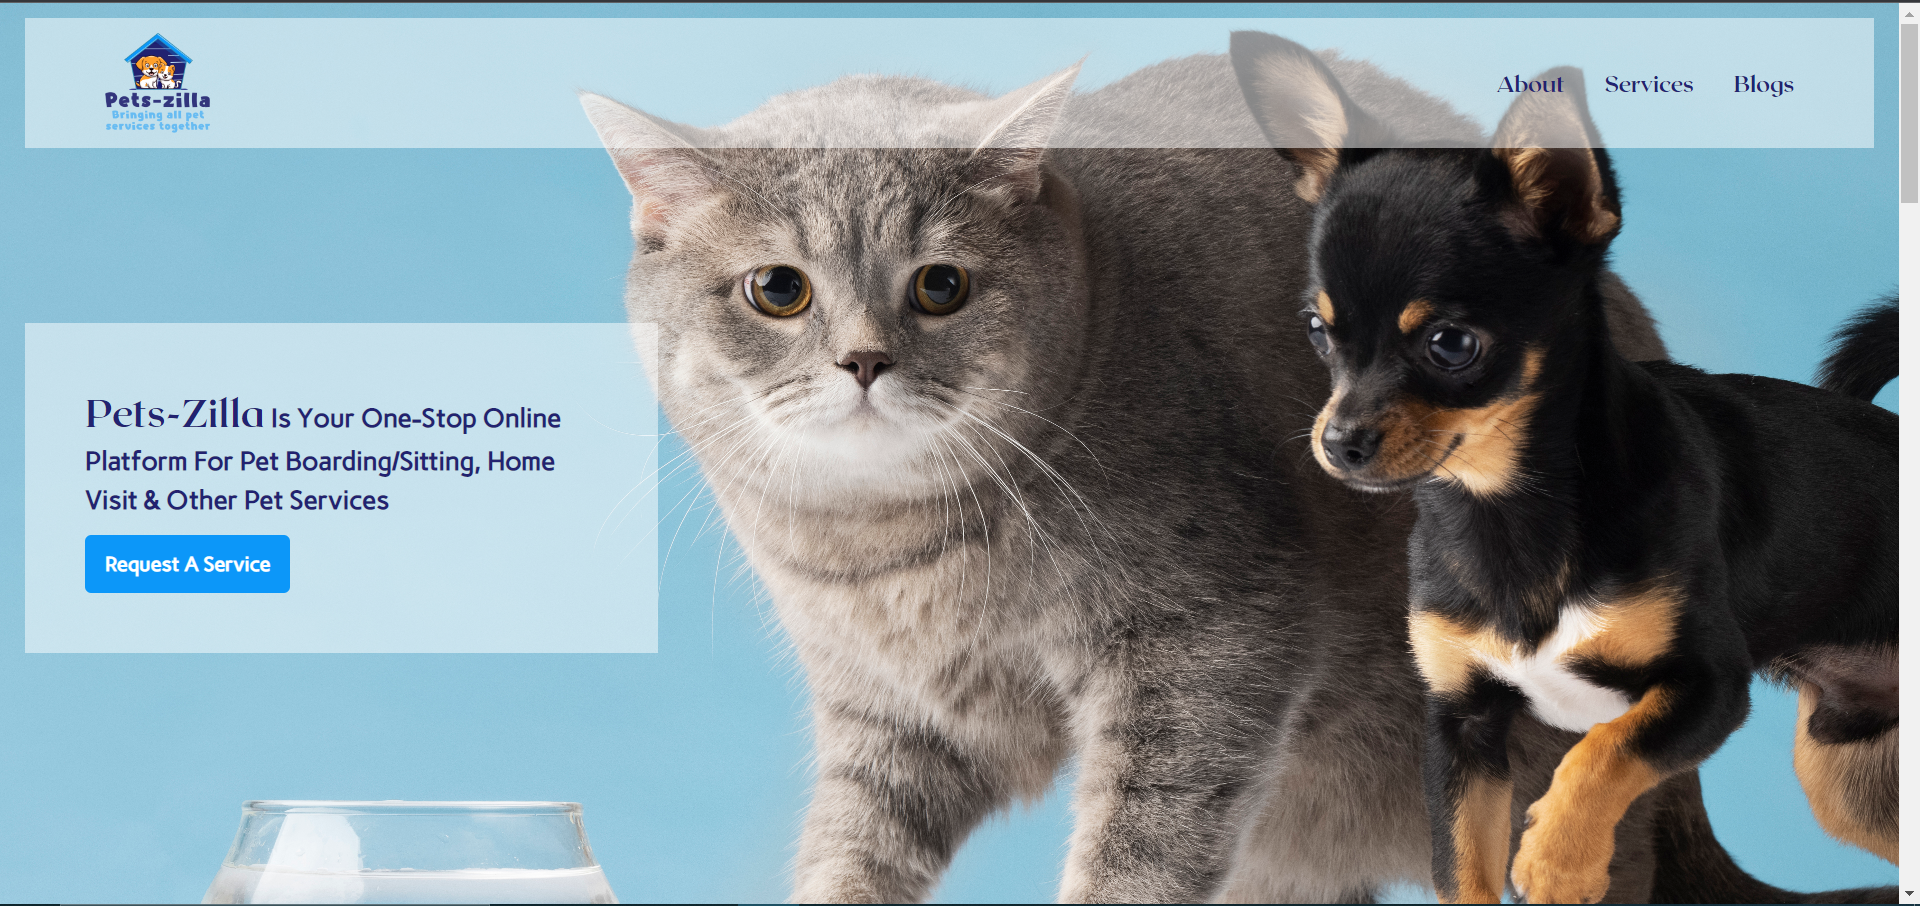 Pets-zilla
Bringing all pet
services together
About Services Blogs
Pets-Zilla Is Your One-Stop Online
Platform For Pet Boarding/Sitting, Home
Visit & Other Pet Services
Request A Service